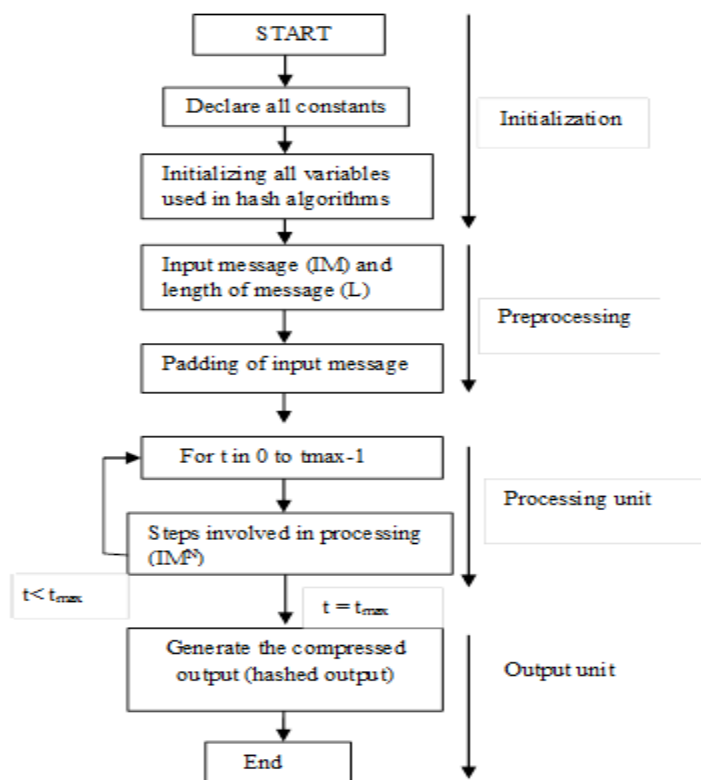 START
Declare all constants
Initialization
Initializing all variables
used in hash algorithms
Input message (IM) and
length of message (L)
Preprocessing
Padding of input message
For t in 0 to tmax-1
Processing unit
Steps involved in processing
(IMᴺ)
t< tmax
t = tmax
Generate the compressed
output (hashed output)
Output unit
End